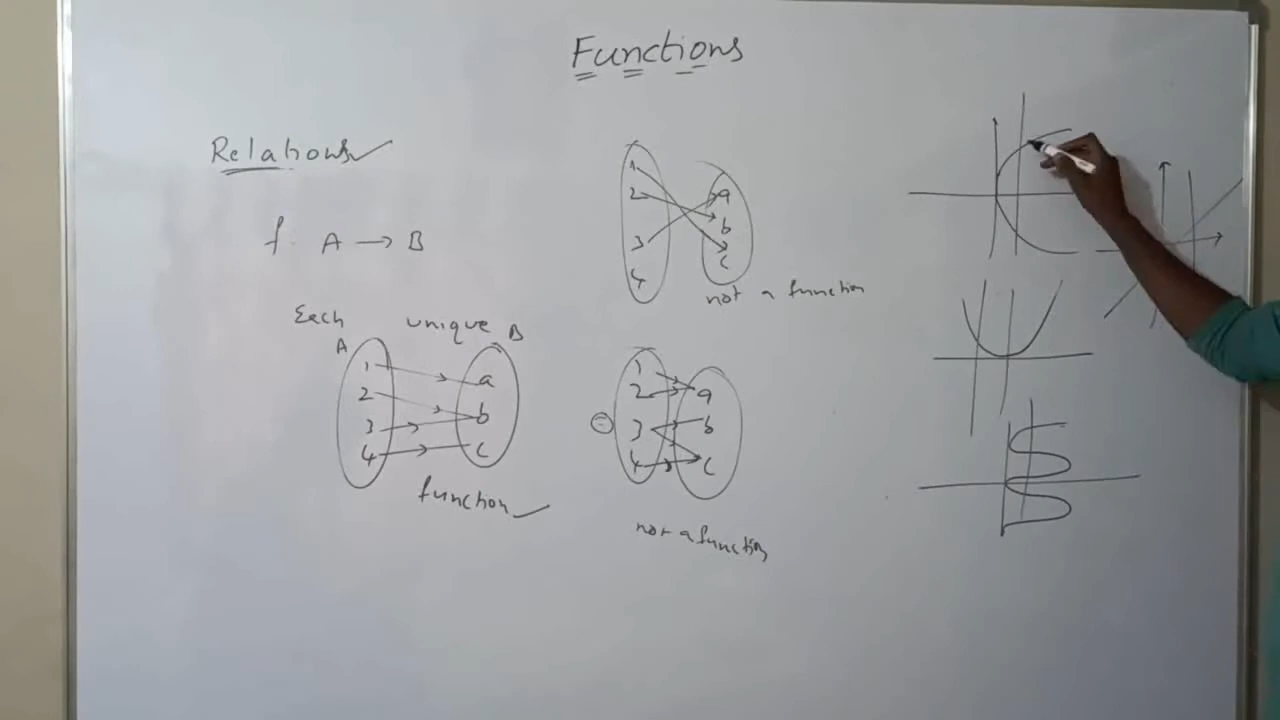 Functions
Relations
f A → B
Each unique
A B
1 a
2 b
3 c
4
function
1 a
2 b
3 c
4
not a function
1 a
2 b
3 c
4
not a function